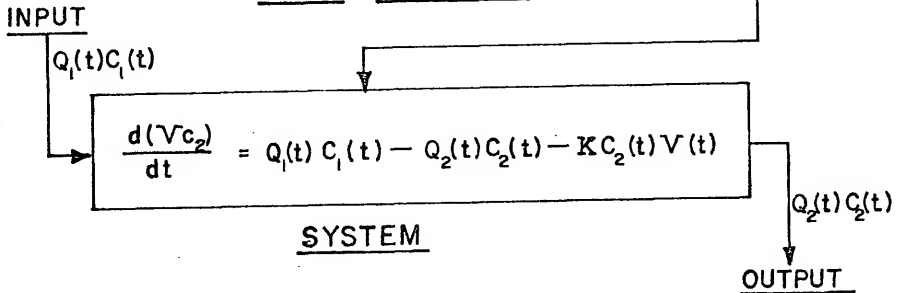 INPUT
Q₁(t)C₁(t)
d(Vc₂)/dt = Q₁(t) C₁(t) – Q₂(t)C₂(t) – KC₂(t)V(t)
Q₂(t)C₂(t)
SYSTEM
OUTPUT